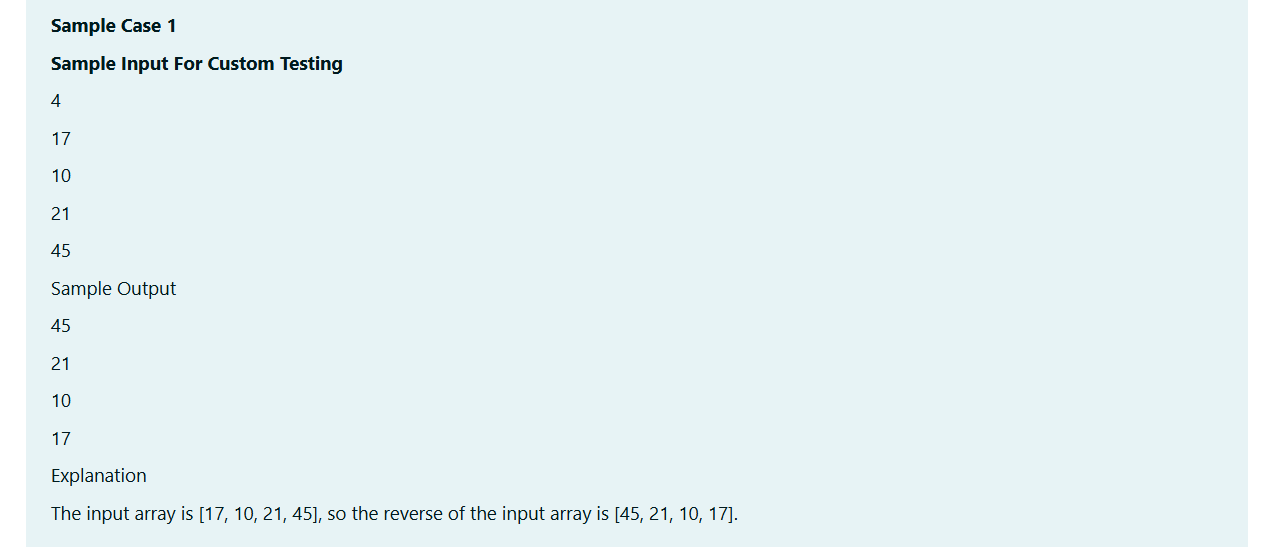 Sample Case 1
Sample Input For Custom Testing
4
17
10
21
45
Sample Output
45
21
10
17
Explanation
The input array is [17, 10, 21, 45], so the reverse of the input array is [45, 21, 10, 17].